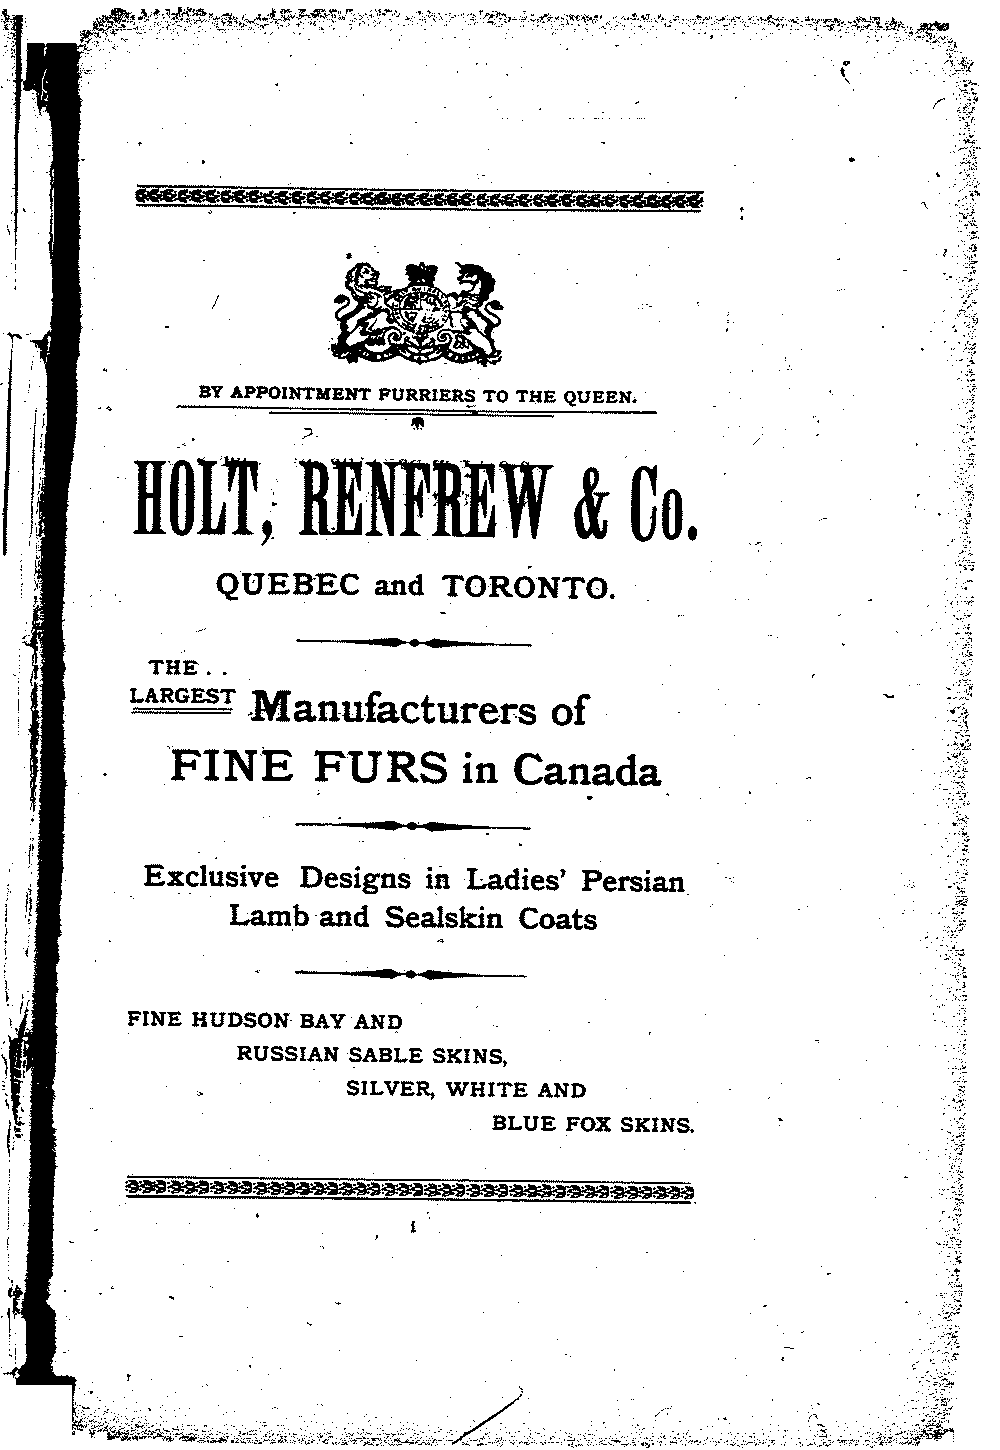 BY APPOINTMENT FURRIERS TO THE QUEEN.
HOLT, RENFREW & Co.
QUEBEC and TORONTO.
THE . .
LARGEST Manufacturers of
FINE FURS in Canada
Exclusive Designs in Ladies' Persian
Lamb and Sealskin Coats
FINE HUDSON BAY AND
RUSSIAN SABLE SKINS,
SILVER, WHITE AND
BLUE FOX SKINS.
i